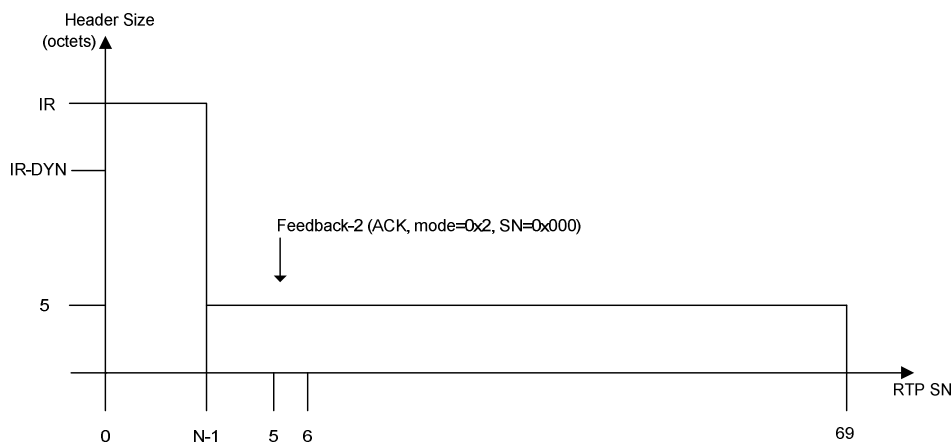 Header Size
(octets)
IR
IR-DYN
Feedback-2 (ACK, mode=0x2, SN=0x000)
5
RTP SN
0 N-1 5 6 69